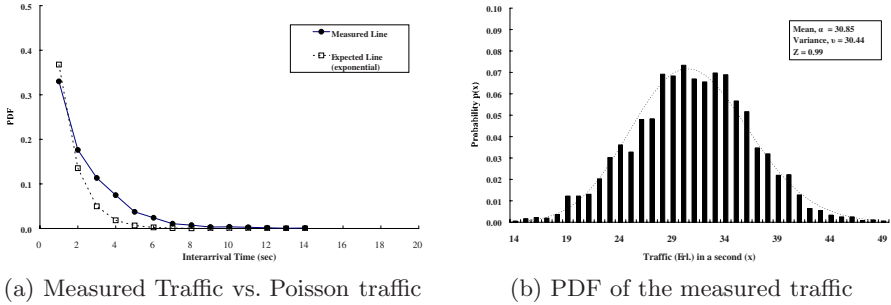 0.5
0.4
0.3
0.2
0.1
0.0
PDF
0 2 4 6 8 10 12 14 16 18 20
Interarrival Time (sec)
Measured Line
Expected Line
(exponential)
(a) Measured Traffic vs. Poisson traffic
0.10
0.09
0.08
0.07
0.06
0.05
0.04
0.03
0.02
0.01
0.00
Probability p(x)
14 19 24 29 34 39 44 49
Traffic (Erl.) in a second (x)
Mean, α = 30.85
Variance, υ = 30.44
Z = 0.99
(b) PDF of the measured traffic